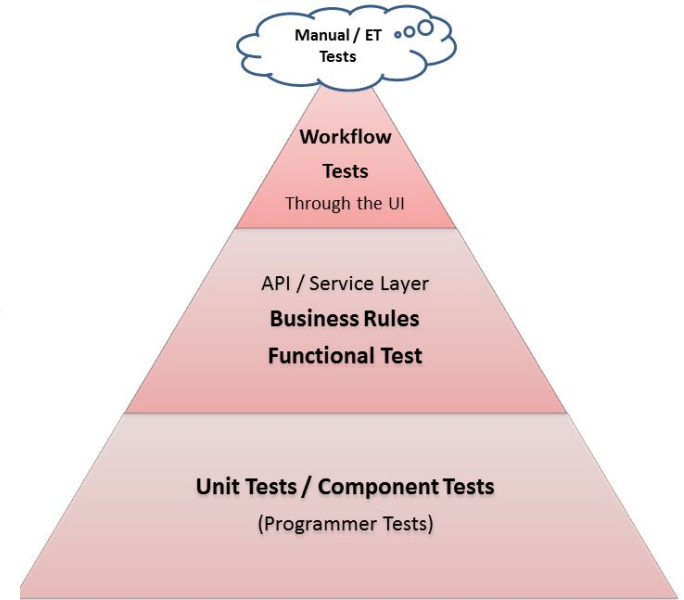 Manual / ET
Tests
Workflow
Tests
Through the UI
API / Service Layer
Business Rules
Functional Test
Unit Tests / Component Tests
(Programmer Tests)